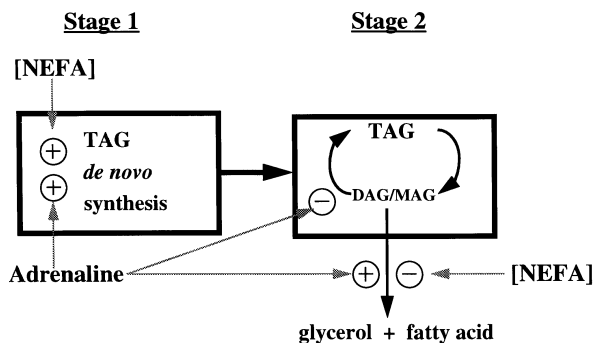 Stage 1
Stage 2
[NEFA]
+ TAG
de novo
+ synthesis
TAG
DAG/MAG
−
Adrenaline
+ −
[NEFA]
glycerol + fatty acid